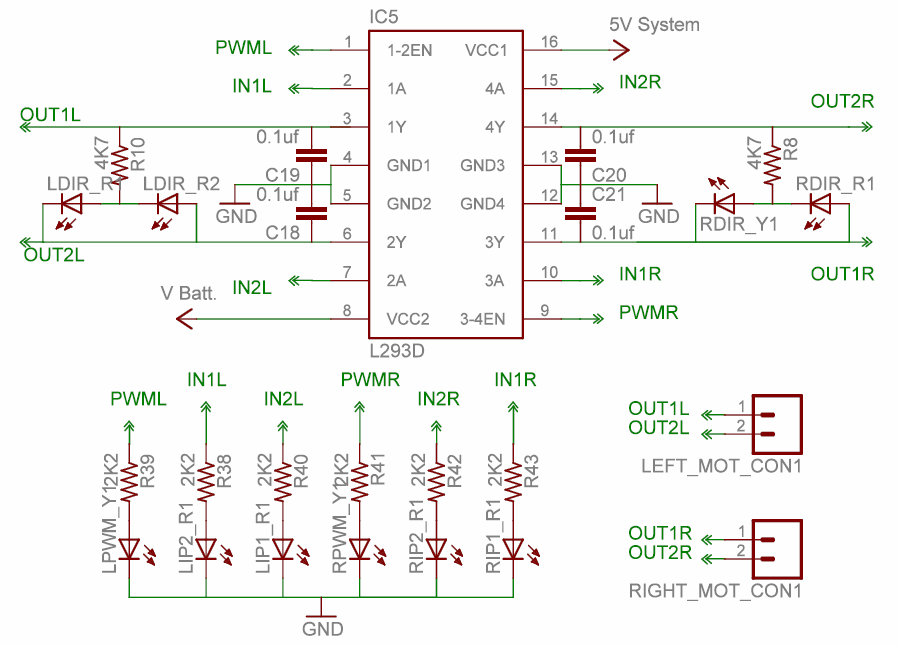 IC5
5V System
PWML 1 1-2EN VCC1 16
IN1L 2 1A 4A 15 IN2R
OUT1L 3 1Y 4Y 14 OUT2R
4K7 R10 0.1uf 0.1uf 4K7 R8
4 GND1 GND3 13
LDIR_R LDIR_R2 C19 C20 RDIR_R1
0.1uf C21
GND 5 GND2 GND4 12 GND
C18 0.1uf RDIR_Y1
OUT2L 6 2Y 3Y 11 OUT1R
IN2L 7 2A 3A 10 IN1R
V Batt. 8 VCC2 3-4EN 9 PWMR
L293D
PWML IN1L IN2L PWMR IN2R IN1R
2K2 R39 2K2 R38 2K2 R40 2K2 R41 2K2 R42 2K2 R43
LPWM_Y1 LIP2_R1 LIP1_R1 RPWM_Y1 RIP2_R1 RIP1_R1
GND
OUT1L 1
OUT2L 2
LEFT_MOT_CON1
OUT1R 1
OUT2R 2
RIGHT_MOT_CON1